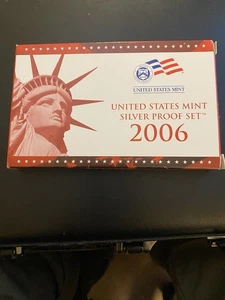 UNITED STATES MINT
UNITED STATES MINT
SILVER PROOF SET™
2006